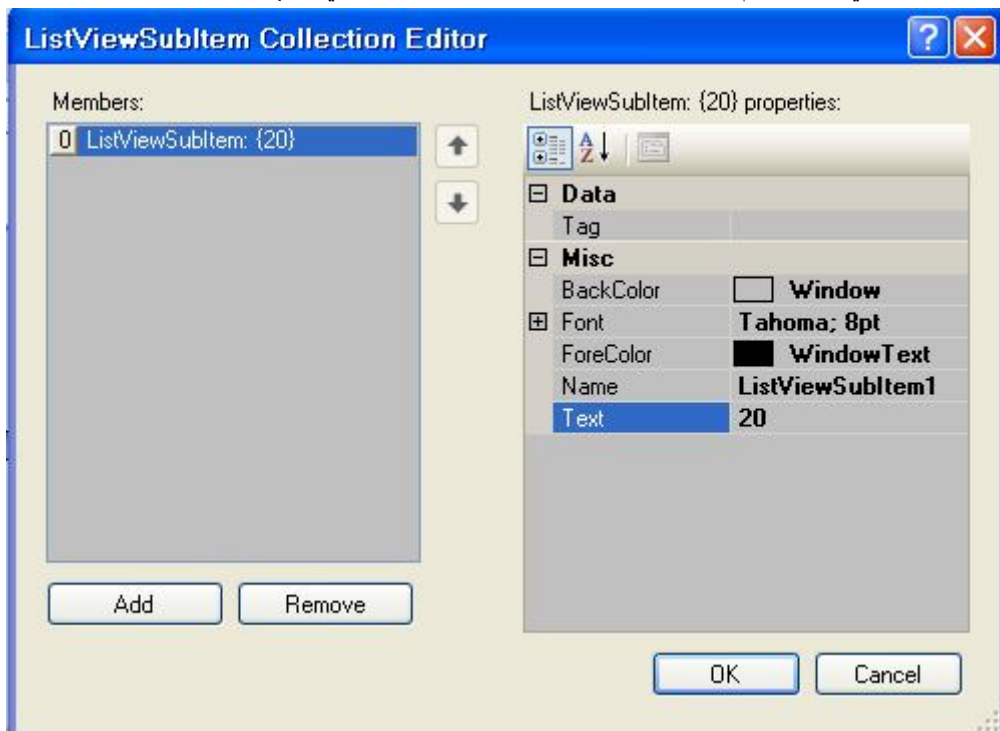 ListViewSubItem Collection Editor
Members:
0 ListViewSubItem: {20}
Add
Remove
ListViewSubItem: {20} properties:
Data
Tag
Misc
BackColor Window
Font Tahoma; 8pt
ForeColor WindowText
Name ListViewSubItem1
Text 20
OK
Cancel